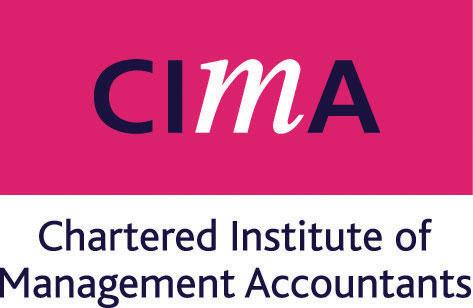 CIMA
Chartered Institute of
Management Accountants